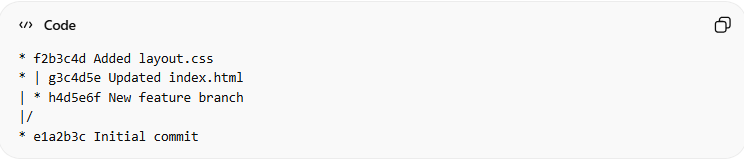 </> Code
* f2b3c4d Added layout.css
* | g3c4d5e Updated index.html
| * h4d5e6f New feature branch
|/
* e1a2b3c Initial commit